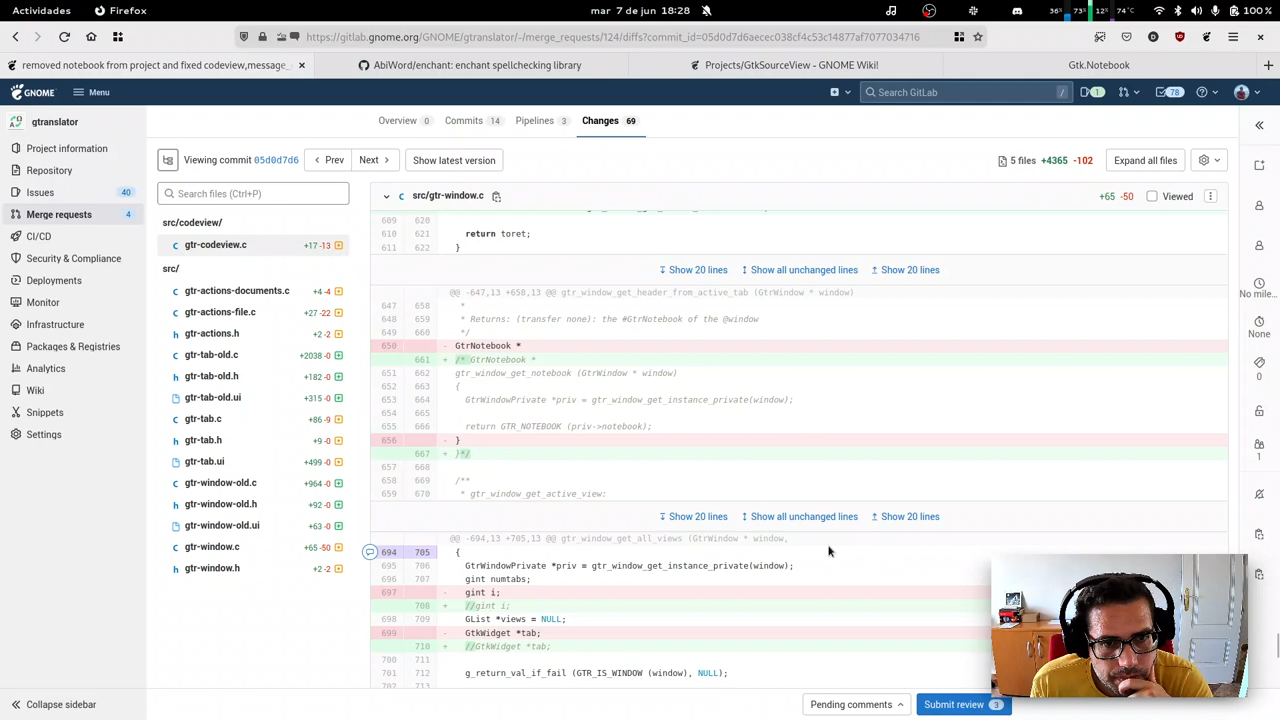 Actividades
Firefox
mar 7 de jun 18:28
36% 73% 12% 74°C
100 %
https://gitlab.gnome.org/GNOME/gtranslator/-/merge_requests/124/diffs?commit_id=05d0d7d6aecec038cf4c53c14877af7077034716
removed notebook from project and fixed codeview,message_
AbiWord/enchant: enchant spellchecking library
Projects/GtkSourceView - GNOME Wiki!
Gtk.Notebook
GNOME
Menu
Search GitLab
/
1
78
gtranslator
Project information
Repository
Issues 40
Merge requests 4
CI/CD
Security & Compliance
Deployments
Monitor
Infrastructure
Packages & Registries
Analytics
Wiki
Snippets
Settings
Collapse sidebar
Overview 0
Commits 14
Pipelines 3
Changes 69
Viewing commit 05d0d7d6
Prev
Next
Show latest version
5 files +4365 -102
Expand all files
Search files (Ctrl+P)
src/codeview/
gtr-codeview.c +17 -13
src/
gtr-actions-documents.c +4 -4
gtr-actions-file.c +27 -22
gtr-actions.h +2 -2
gtr-tab-old.c +2038 -0
gtr-tab-old.h +182 -0
gtr-tab-old.ui +315 -0
gtr-tab.c +86 -9
gtr-tab.h +9 -0
gtr-tab.ui +499 -0
gtr-window-old.c +964 -0
gtr-window-old.h +92 -0
gtr-window-old.ui +63 -0
gtr-window.c +65 -50
gtr-window.h +2 -2
src/gtr-window.c
+65 -50
Viewed
609 620
610 621 return toret;
611 622 }
Show 20 lines Show all unchanged lines Show 20 lines
@@ -647,13 +658,13 @@ gtr_window_get_header_from_active_tab (GtrWindow * window)
647 658 *
648 659 * Returns: (transfer none): the #GtrNotebook of the @window
649 660 */
650 - GtrNotebook *
661 + /* GtrNotebook *
651 662 gtr_window_get_notebook (GtrWindow * window)
652 663 {
653 664 GtrWindowPrivate *priv = gtr_window_get_instance_private(window);
654 665
655 666 return GTR_NOTEBOOK (priv->notebook);
656 - }
667 + }*/
657 668
658 669 /**
659 670 * gtr_window_get_active_view:
Show 20 lines Show all unchanged lines Show 20 lines
@@ -694,13 +705,13 @@ gtr_window_get_all_views (GtrWindow * window,
694 705 {
695 706 GtrWindowPrivate *priv = gtr_window_get_instance_private(window);
696 707 gint numtabs;
697 - gint i;
708 + //gint i;
698 709 GList *views = NULL;
699 - GtkWidget *tab;
710 + //GtkWidget *tab;
700 711
701 712 g_return_val_if_fail (GTR_IS_WINDOW (window), NULL);
702 713
No mile...
None
0
1
Pending comments
Submit review 3